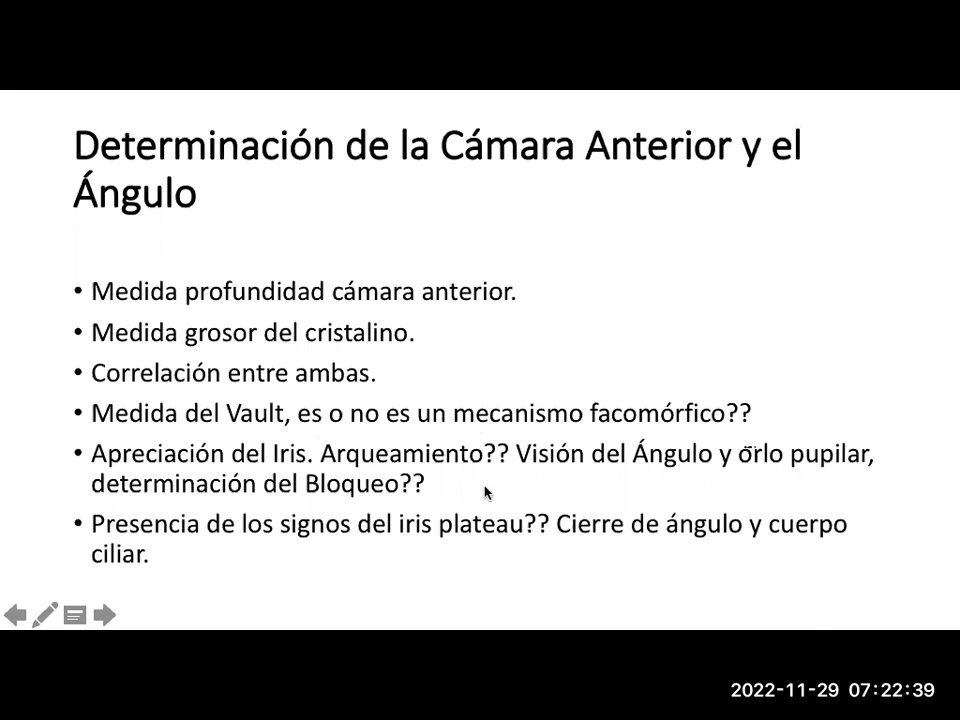 Determinación de la Cámara Anterior y el
Ángulo
• Medida profundidad cámara anterior.
• Medida grosor del cristalino.
• Correlación entre ambas.
• Medida del Vault, es o no es un mecanismo facomórfico??
• Apreciación del Iris. Arqueamiento?? Visión del Ángulo y orlo pupilar,
determinación del Bloqueo??
• Presencia de los signos del iris plateau?? Cierre de ángulo y cuerpo
ciliar.
2022-11-29 07:22:39